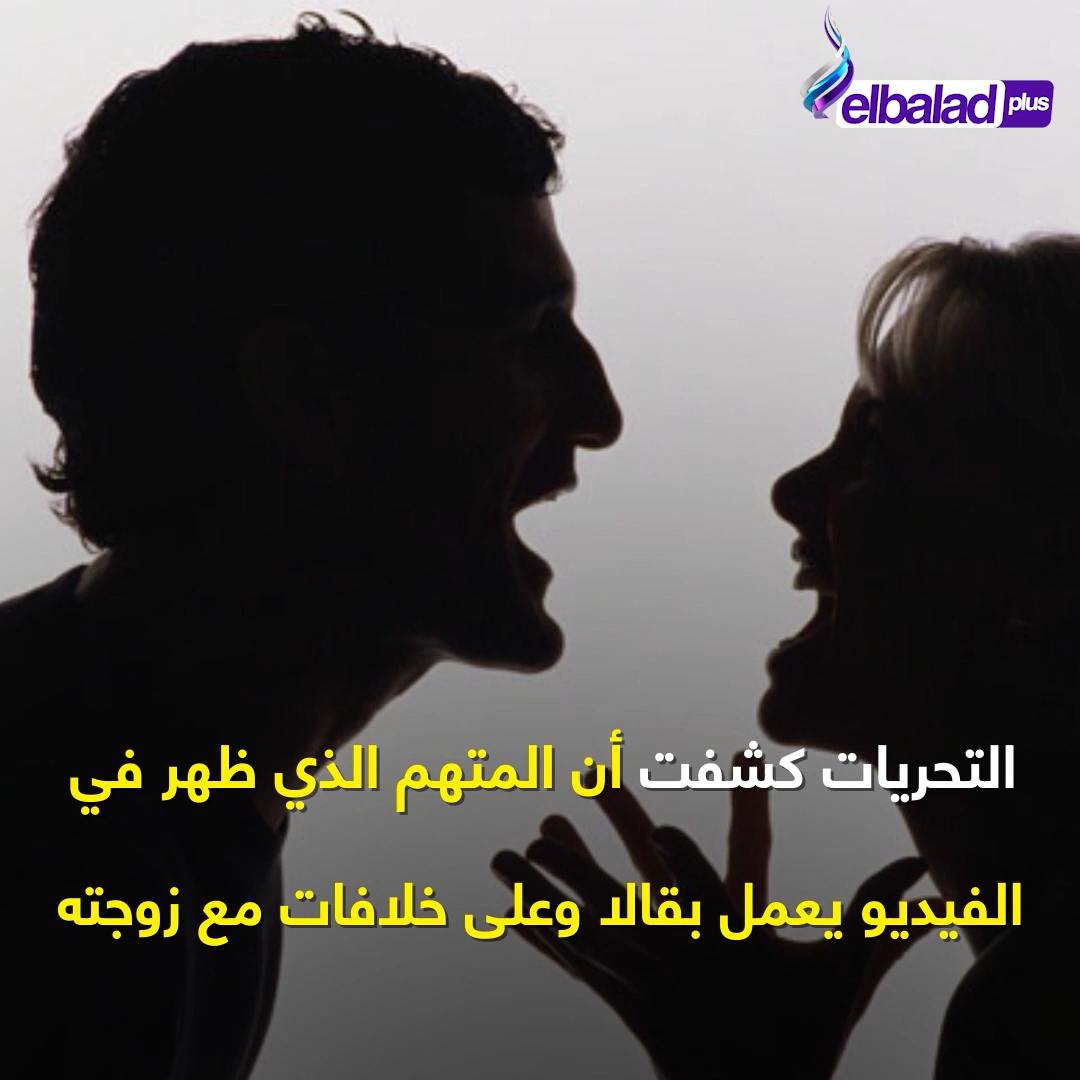 elbalad plus
التحريات كشفت أن المتهم الذي ظهر في
الفيديو يعمل بقالا وعلى خلافات مع زوجته